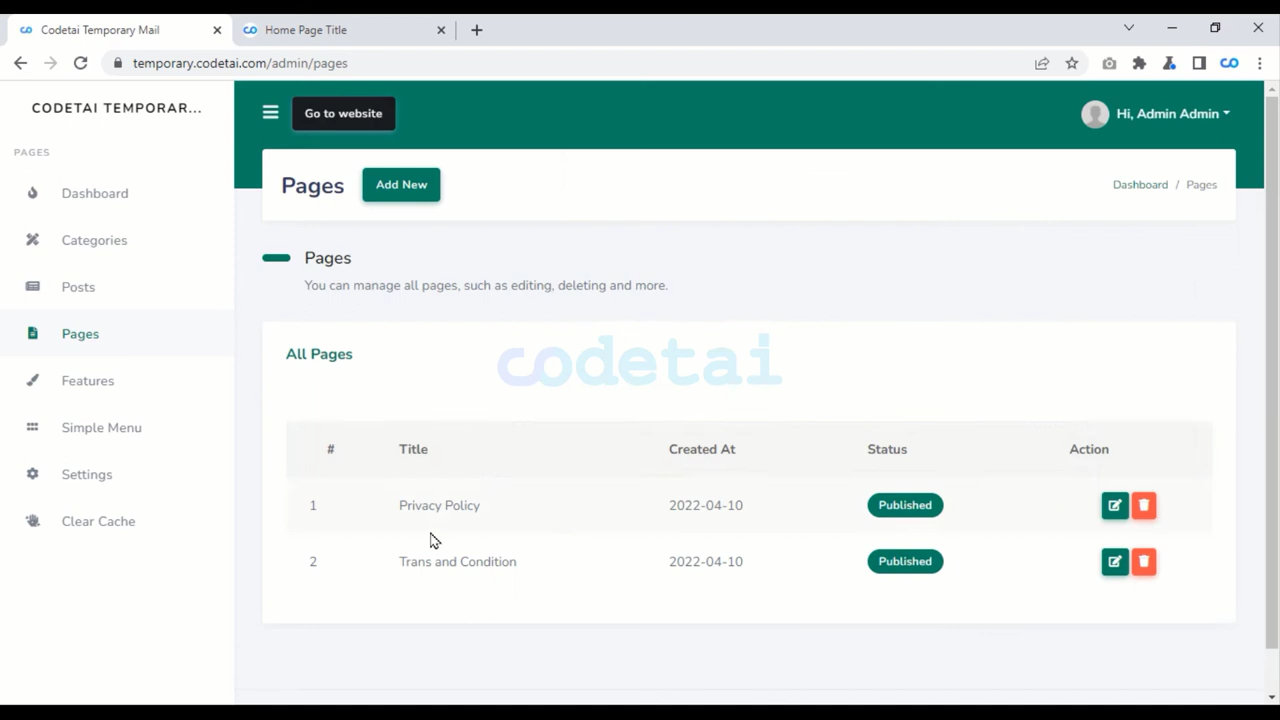 Codetai Temporary Mail
Home Page Title
temporary.codetai.com/admin/pages
CODETAI TEMPORAR...
Go to website
Hi, Admin Admin
PAGES
Pages
Add New
Dashboard / Pages
Dashboard
Categories
Posts
Pages
Features
Simple Menu
Settings
Clear Cache
Pages
You can manage all pages, such as editing, deleting and more.
codetai
All Pages
# Title Created At Status Action
1 Privacy Policy 2022-04-10 Published
2 Trans and Condition 2022-04-10 Published